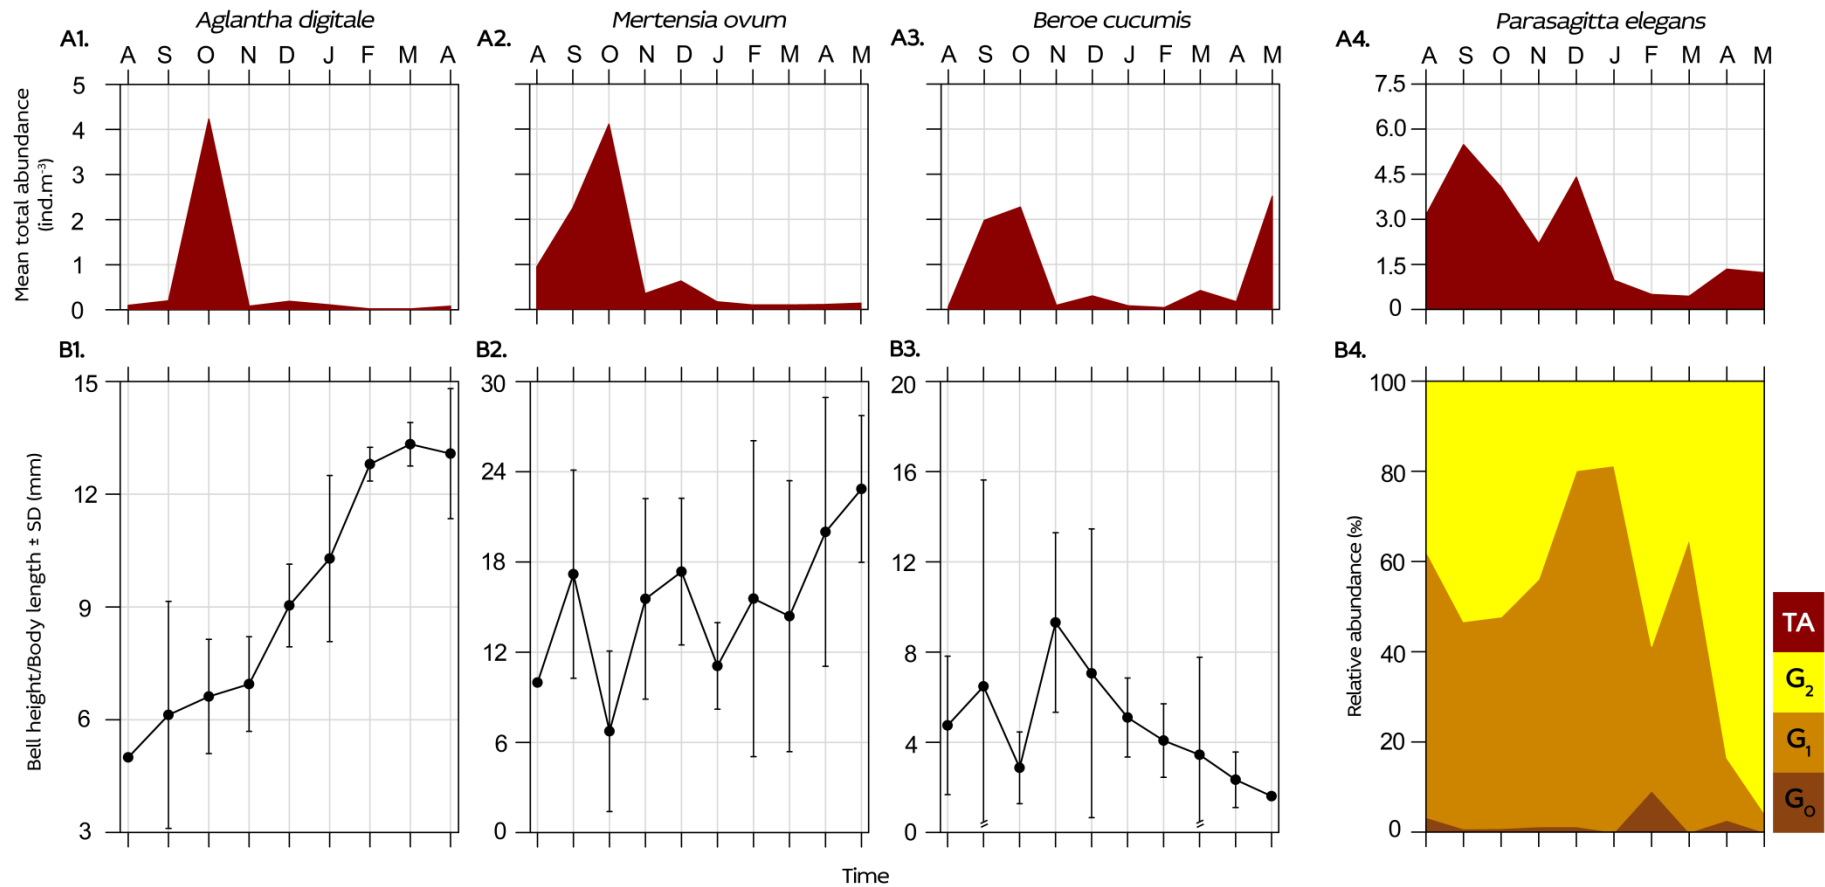 Aglantha digitale
Mertensia ovum
Beroe cucumis
Parasagitta elegans
A1.
A2.
A3.
A4.
A S O N D J F M A
A S O N D J F M A M
A S O N D J F M A M
A S O N D J F M A M
Mean total abundance
(ind.m⁻³)
5
4
3
2
1
0
7.5
6.0
4.5
3.0
1.5
0
B1.
B2.
B3.
B4.
Bell height/Body length ± SD (mm)
15
12
9
6
3
30
24
18
12
6
0
20
16
12
8
4
0
Relative abundance (%)
100
80
60
40
20
0
TA
G₂
G₁
G₀
Time